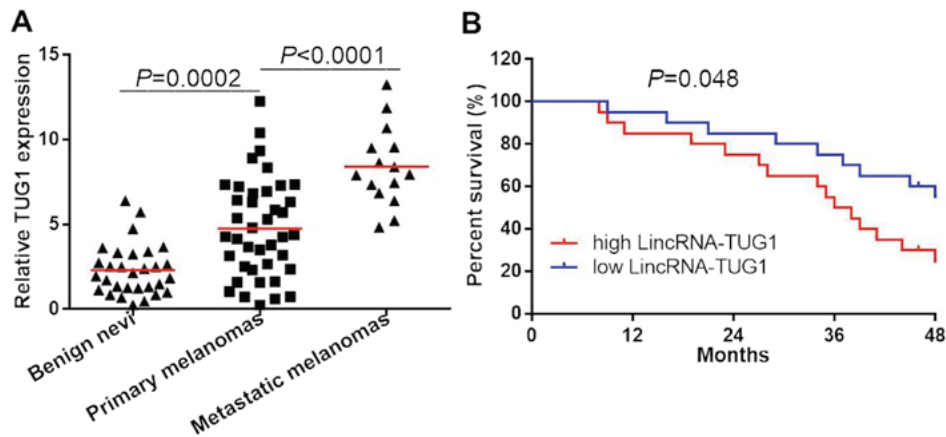 A
P<0.0001
P=0.0002
15
10
5
0
Relative TUG1 expression
Benign nevi
Primary melanomas
Metastatic melanomas
B
P=0.048
120
100
80
60
40
20
0
Percent survival (%)
high LincRNA-TUG1
low LincRNA-TUG1
0 12 24 36 48
Months